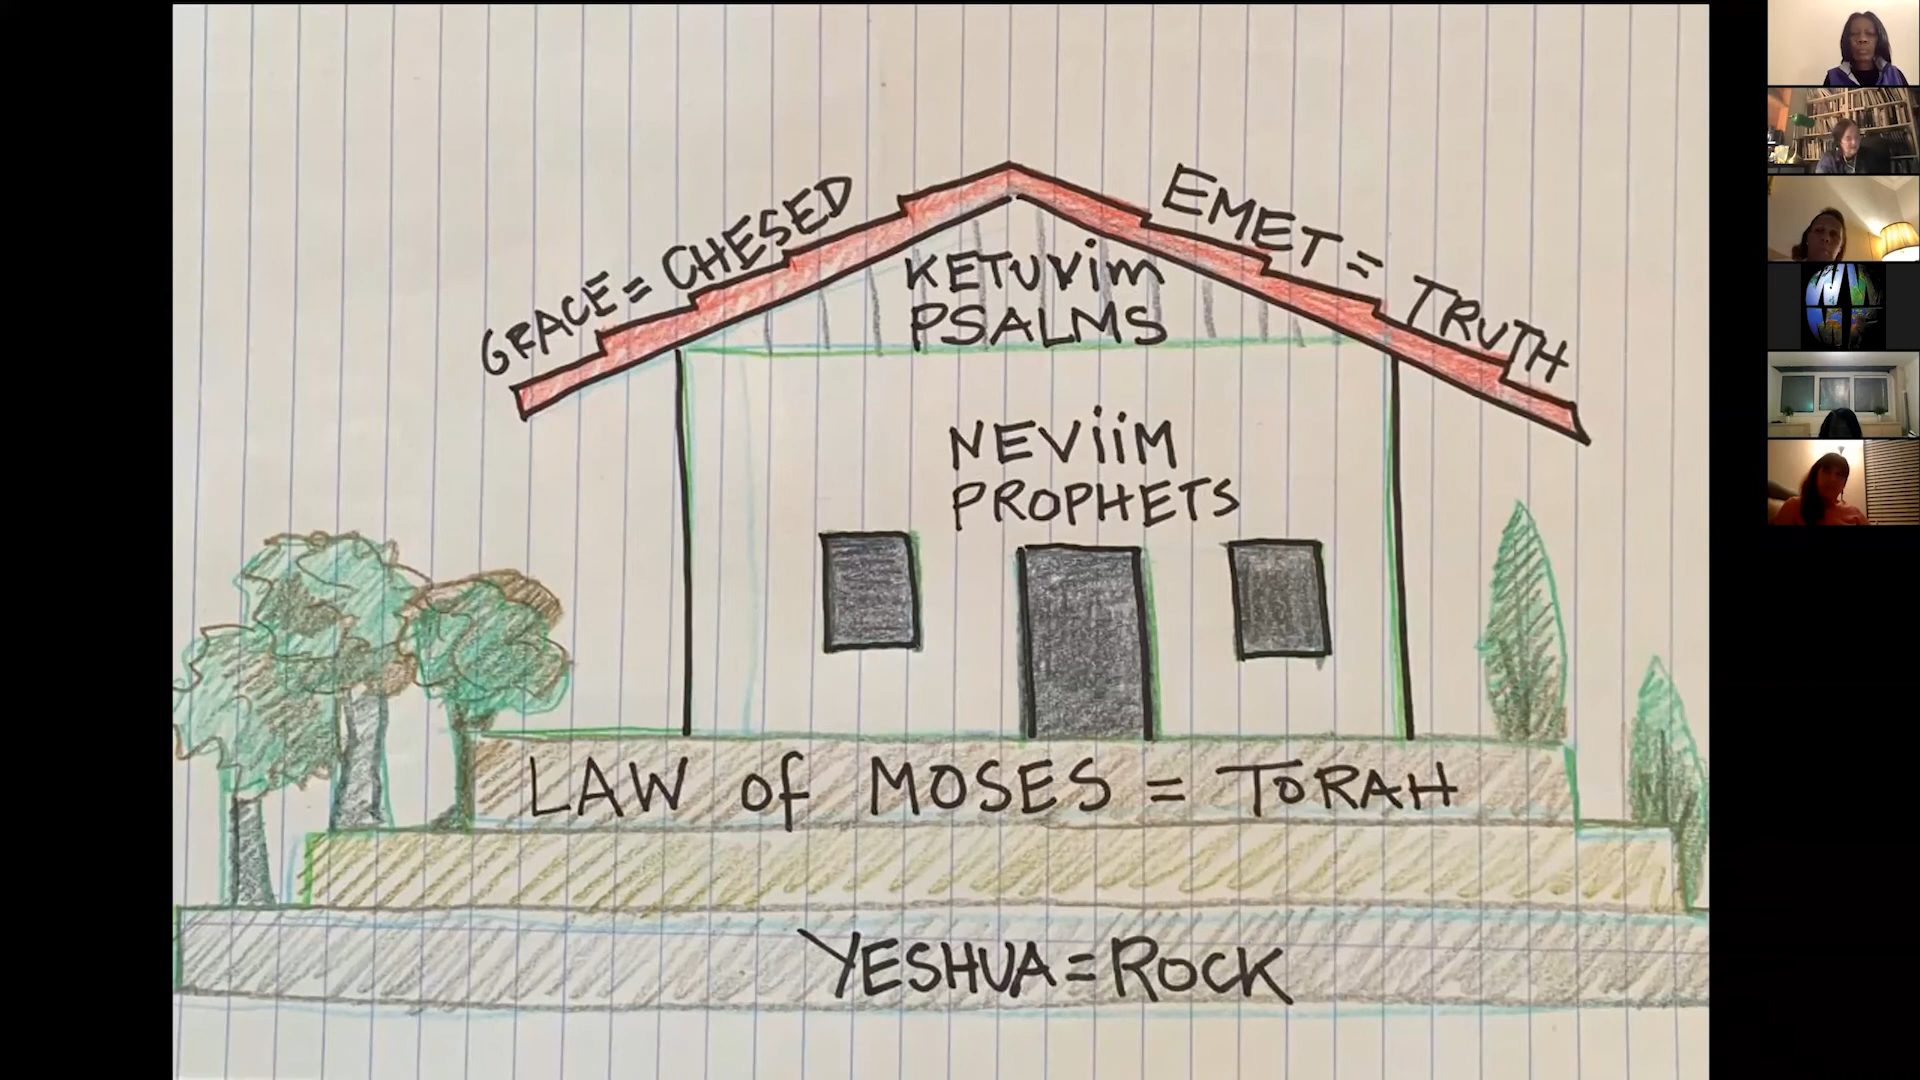 GRACE = CHESED
EMET = TRUTH
KETUViM
PSALMS
NEViiM
PROPHETS
LAW of MOSES = TORAH
YESHUA = ROCK